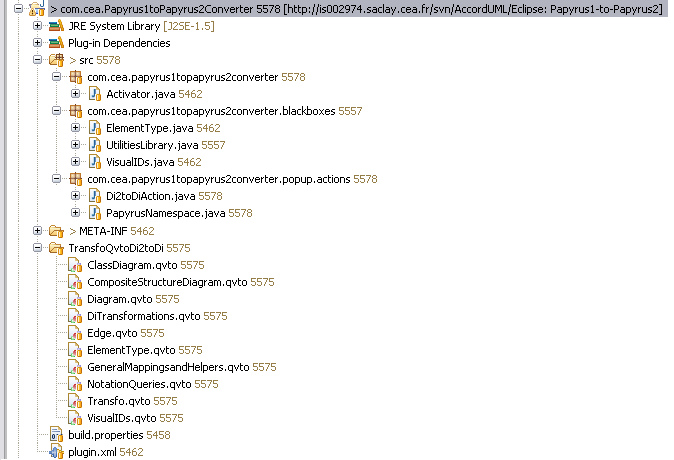 > com.cea.Papyrus1toPapyrus2Converter 5578 [http://is002974.saclay.cea.fr/svn/AccordUML/Eclipse: Papyrus1-to-Papyrus2]
JRE System Library [J2SE-1.5]
Plug-in Dependencies
> src 5578
com.cea.papyrus1topapyrus2converter 5578
Activator.java 5462
com.cea.papyrus1topapyrus2converter.blackboxes 5557
ElementType.java 5462
UtilitiesLibrary.java 5557
VisualIDs.java 5462
com.cea.papyrus1topapyrus2converter.popup.actions 5578
Di2toDiAction.java 5578
PapyrusNamespace.java 5578
> META-INF 5462
TransfoQvtoDi2toDi 5575
ClassDiagram.qvto 5575
CompositeStructureDiagram.qvto 5575
Diagram.qvto 5575
DiTransformations.qvto 5575
Edge.qvto 5575
ElementType.qvto 5575
GeneralMappingsandHelpers.qvto 5575
NotationQueries.qvto 5575
Transfo.qvto 5575
VisualIDs.qvto 5575
build.properties 5458
plugin.xml 5462